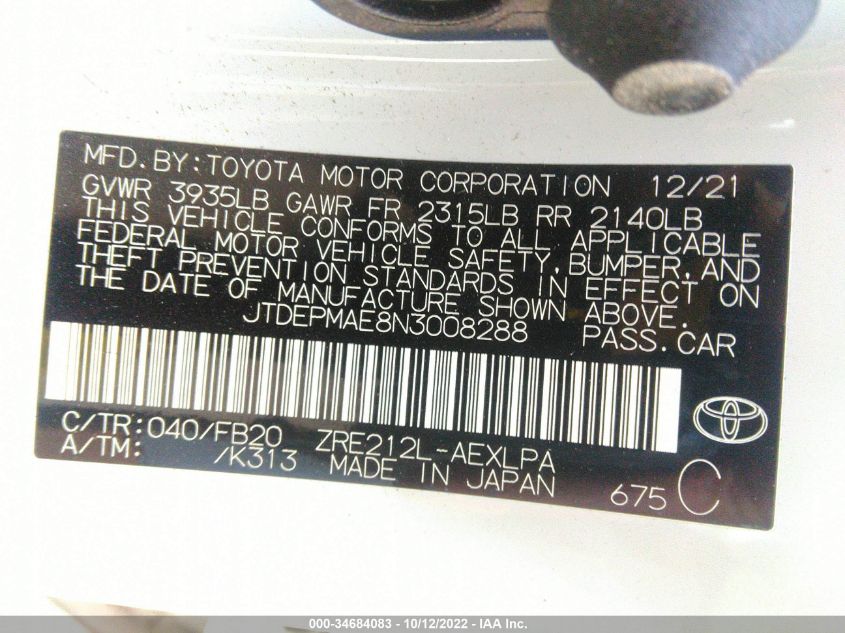 MFD. BY: TOYOTA MOTOR CORPORATION 12/21
GVWR 3935LB GAWR FR 2315LB RR 2140LB
THIS VEHICLE CONFORMS TO ALL APPLICABLE
FEDERAL MOTOR VEHICLE SAFETY, BUMPER, AND
THEFT PREVENTION STANDARDS IN EFFECT ON
THE DATE OF MANUFACTURE SHOWN ABOVE.
JTDEPMAE8N3008288 PASS. CAR
C/TR: 040/FB20 ZRE212L-AEXLPA
A/TM: /K313 MADE IN JAPAN 675 C
000-34684083 - 10/12/2022 - IAA Inc.